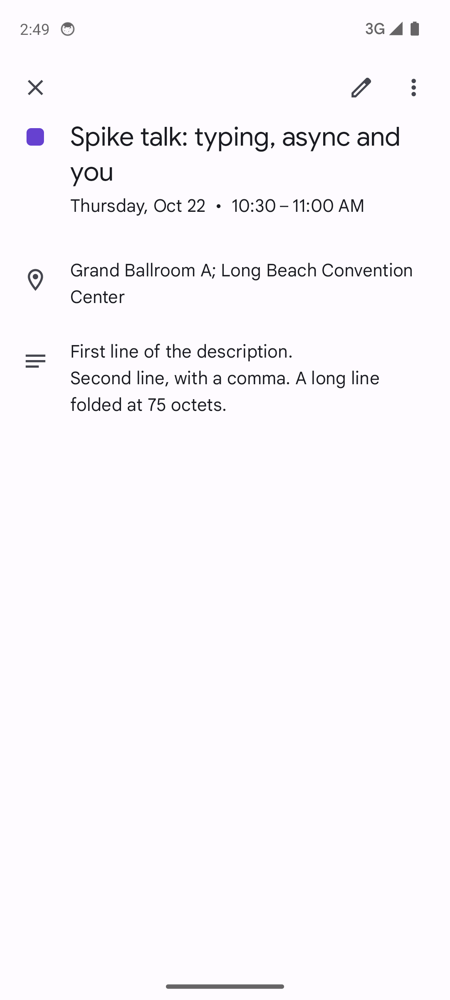 2:49
3G
Spike talk: typing, async and
you
Thursday, Oct 22 • 10:30 – 11:00 AM
Grand Ballroom A; Long Beach Convention
Center
First line of the description.
Second line, with a comma. A long line
folded at 75 octets.